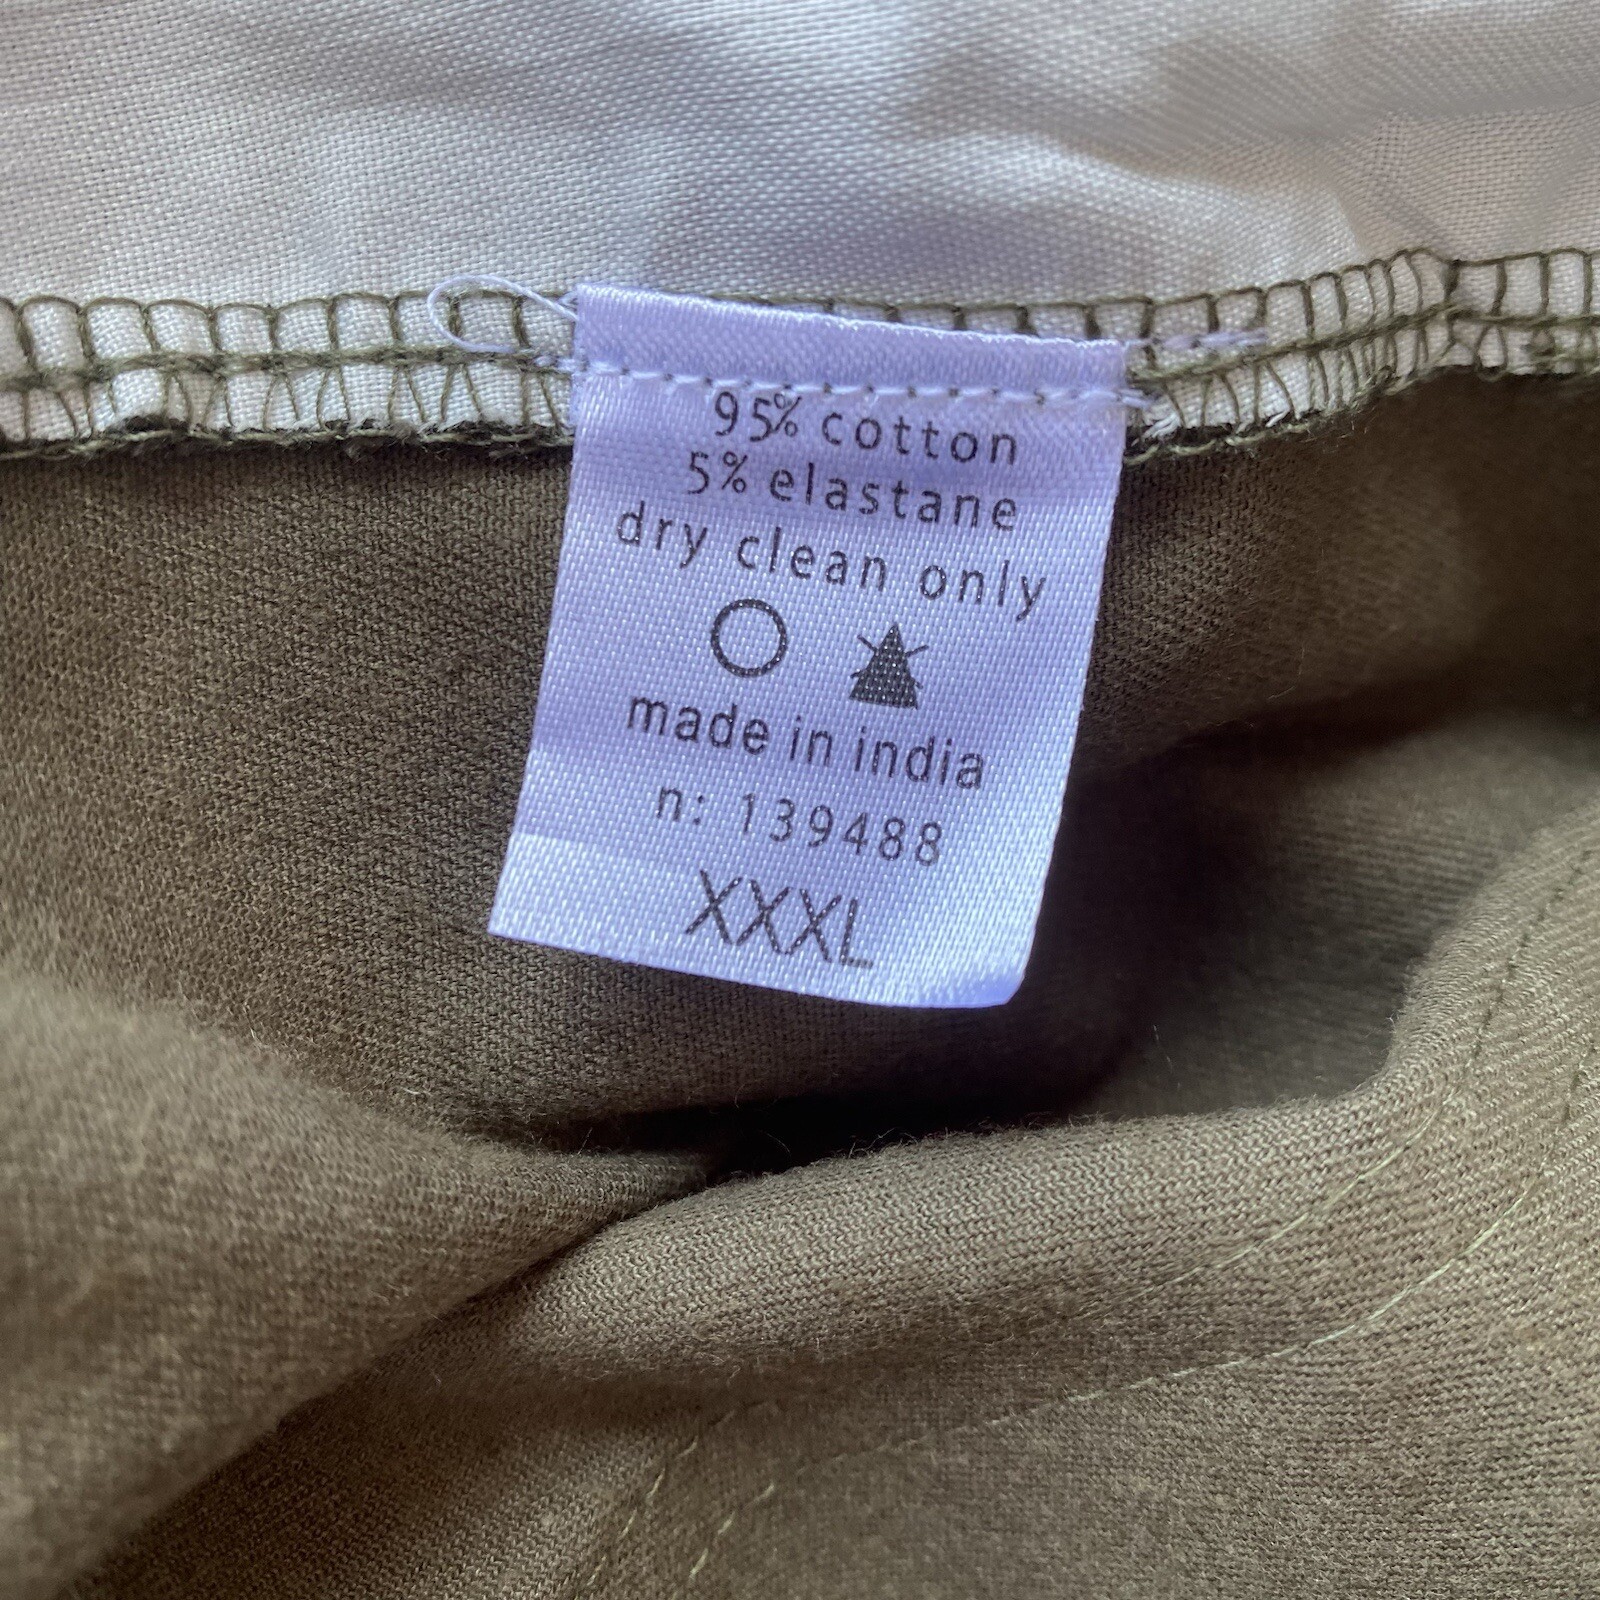 95% cotton
5% elastane
dry clean only
made in india
n: 139488
XXXL